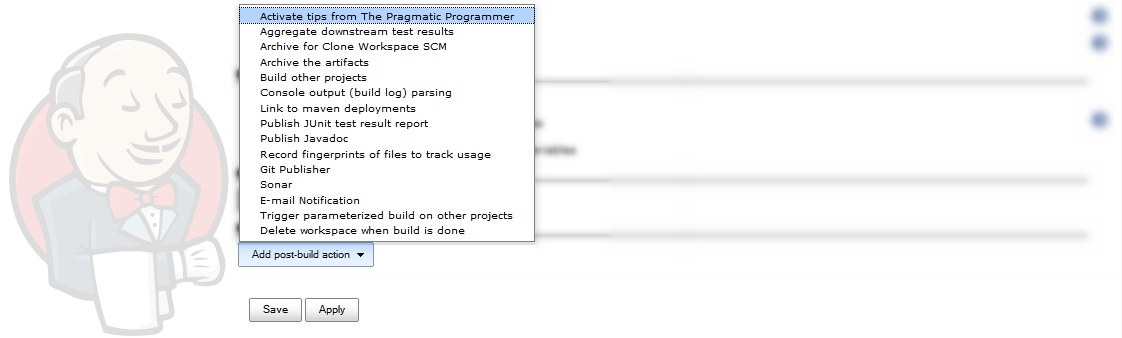 Activate tips from The Pragmatic Programmer
Aggregate downstream test results
Archive for Clone Workspace SCM
Archive the artifacts
Build other projects
Console output (build log) parsing
Link to maven deployments
Publish JUnit test result report
Publish Javadoc
Record fingerprints of files to track usage
Git Publisher
Sonar
E-mail Notification
Trigger parameterized build on other projects
Delete workspace when build is done
Add post-build action
Save Apply